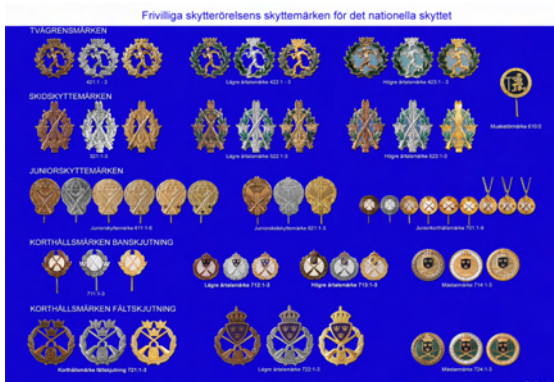 Frivilliga skytterörelsens skyttemärken för det nationella skyttet
TVÅGRENSMÄRKEN
421:1 - 3
Lägre årtalsmärke 422:1 - 3
Högre årtalsmärke 423:1 - 3
Musketörmärke 610:0
SKIDSKYTTEMÄRKEN
521:1-3
Lägre årtalsmärke 522:1-3
Högre årtalsmärke 523:1-3
JUNIORSKYTTEMÄRKEN
Juniorskyttemärke 611:1-6
Juniorskidskyttemärke 621:1-3
Juniorkorthållsmärke 701:1-9
KORTHÅLLSMÄRKEN BANSKJUTNING
711:1-3
Lägre årtalsmärke 712:1-3
Högre årtalsmärke 713:1-3
Mästarmärke 714:1-3
KORTHÅLLSMÄRKEN FÄLTSKJUTNING
Korthållsmärke fältskjutning 721:1-3
Lägre årtalsmärke 722:1-3
Mästarmärke 724:1-3